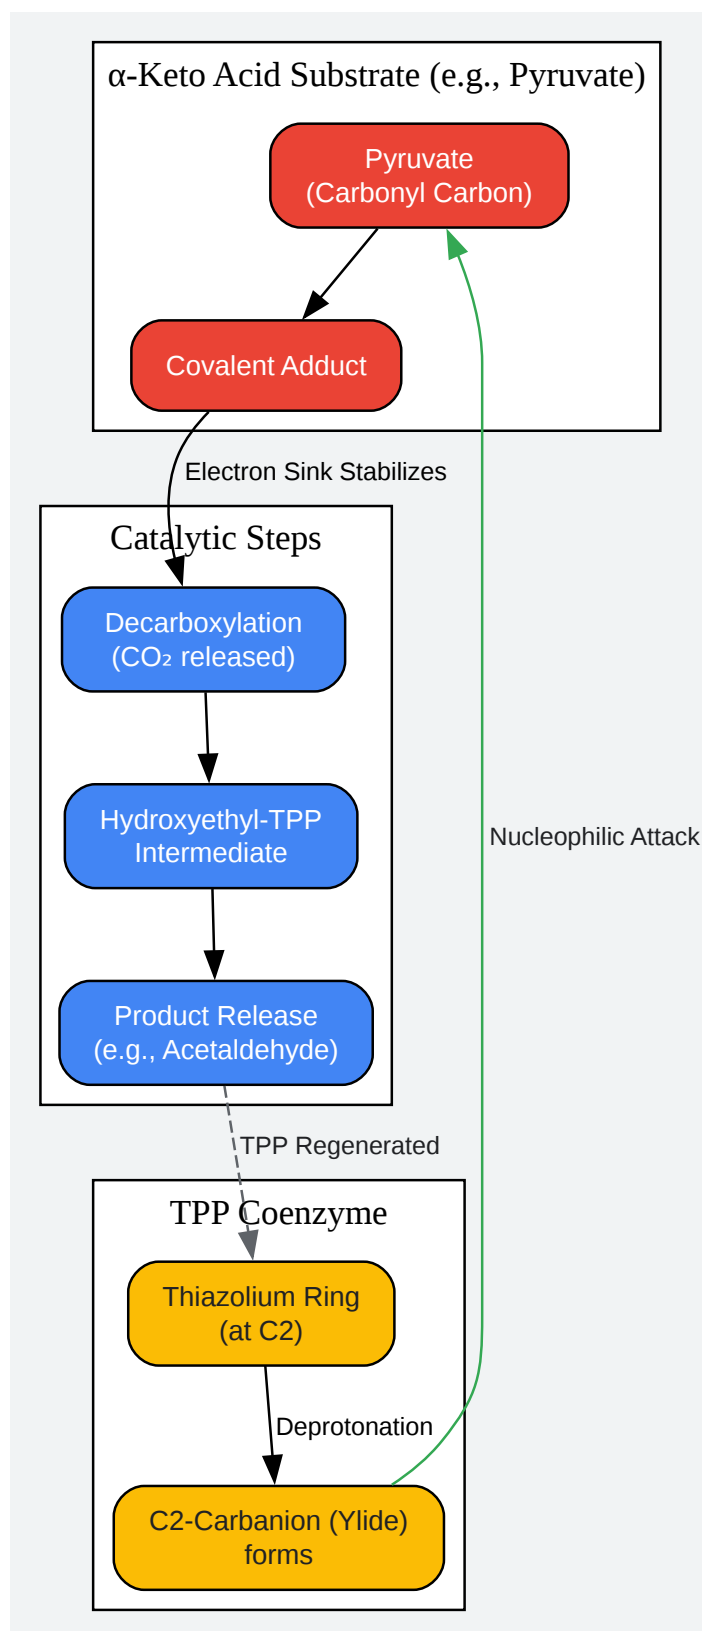 α-Keto Acid Substrate (e.g., Pyruvate)
Pyruvate
(Carbonyl Carbon)
Covalent Adduct
Electron Sink Stabilizes
Catalytic Steps
Decarboxylation
(CO₂ released)
Hydroxyethyl-TPP
Intermediate
Nucleophilic Attack
Product Release
(e.g., Acetaldehyde)
TPP Regenerated
TPP Coenzyme
Thiazolium Ring
(at C2)
Deprotonation
C2-Carbanion (Ylide)
forms